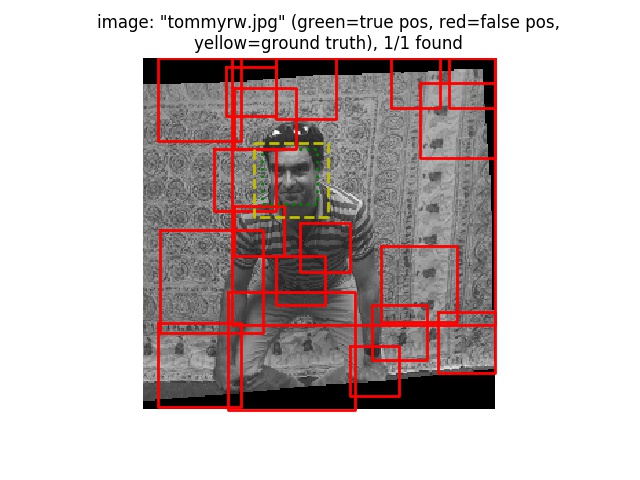 image: "tommyrw.jpg" (green=true pos, red=false pos,
yellow=ground truth), 1/1 found